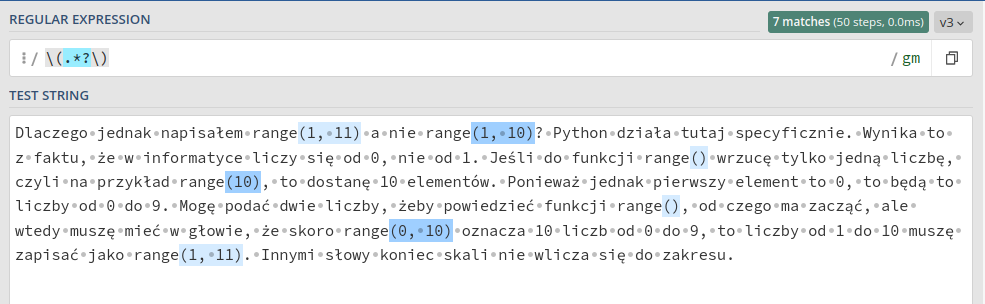 REGULAR EXPRESSION 7 matches (50 steps, 0.0ms) v3
/ \(.*?\) / gm
TEST STRING
Dlaczego jednak napisałem range(1, 11) a nie range(1, 10)? Python działa tutaj specyficznie. Wynika to
z faktu, że w informatyce liczy się od 0, nie od 1. Jeśli do funkcji range() wrzucę tylko jedną liczbę,
czyli na przykład range(10), to dostanę 10 elementów. Ponieważ jednak pierwszy element to 0, to będą to
liczby od 0 do 9. Mogę podać dwie liczby, żeby powiedzieć funkcji range(), od czego ma zacząć, ale
wtedy muszę mieć w głowie, że skoro range(0, 10) oznacza 10 liczb od 0 do 9, to liczby od 1 do 10 muszę
zapisać jako range(1, 11). Innymi słowy koniec skali nie wlicza się do zakresu.